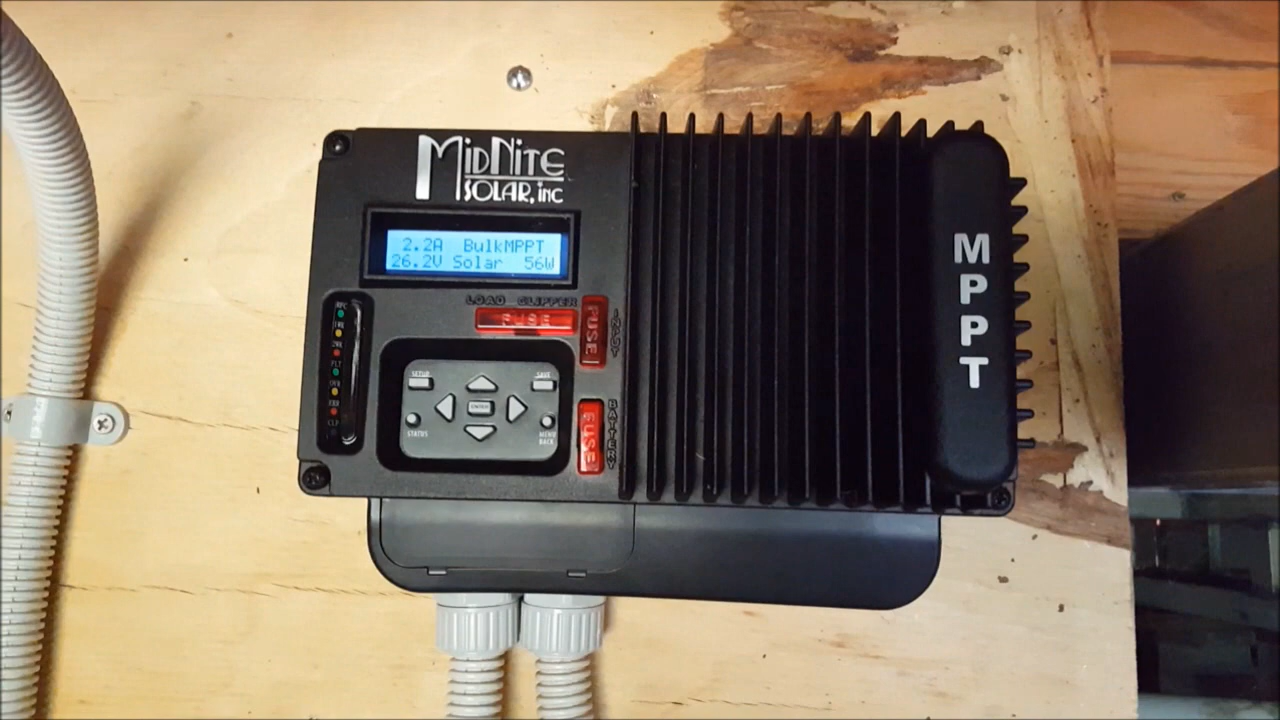 MidNite
SOLAR, INC
2.2A BulkMPPT
26.2V Solar 56W
LOAD CLIPPER
FUSE
FUSE
INPUT
BATTERY
FUSE
SETUP
SAVE
STATUS
MENU
BACK
MPPT